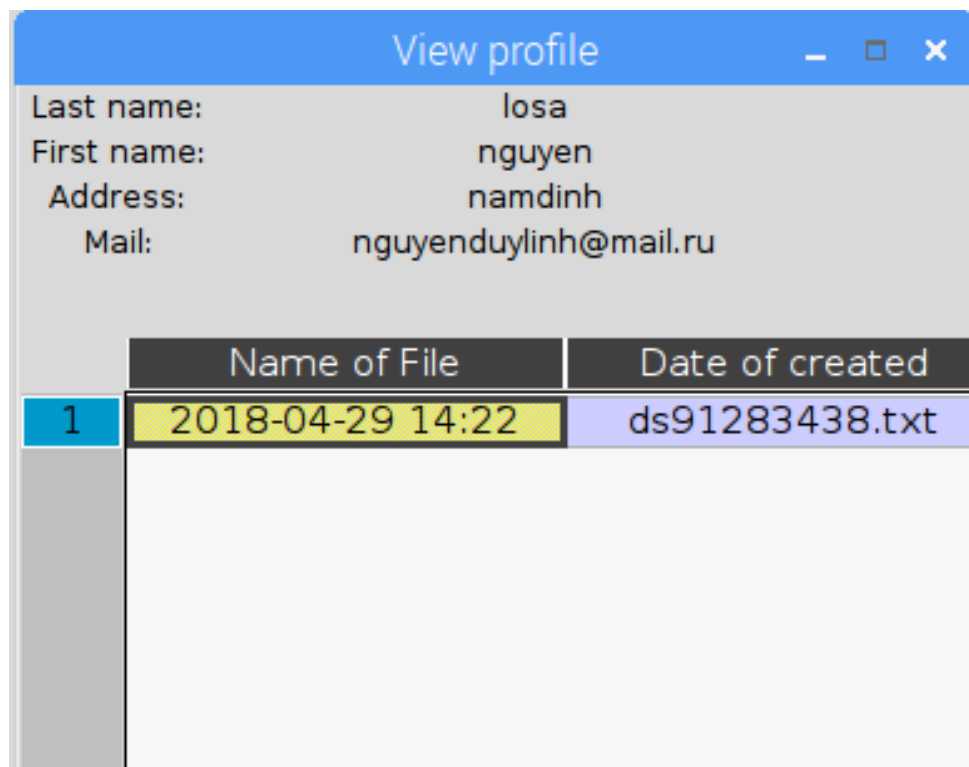 View profile
Last name: losa
First name: nguyen
Address: namdinh
Mail: nguyenduylinh@mail.ru
Name of File Date of created
1 2018-04-29 14:22 ds91283438.txt